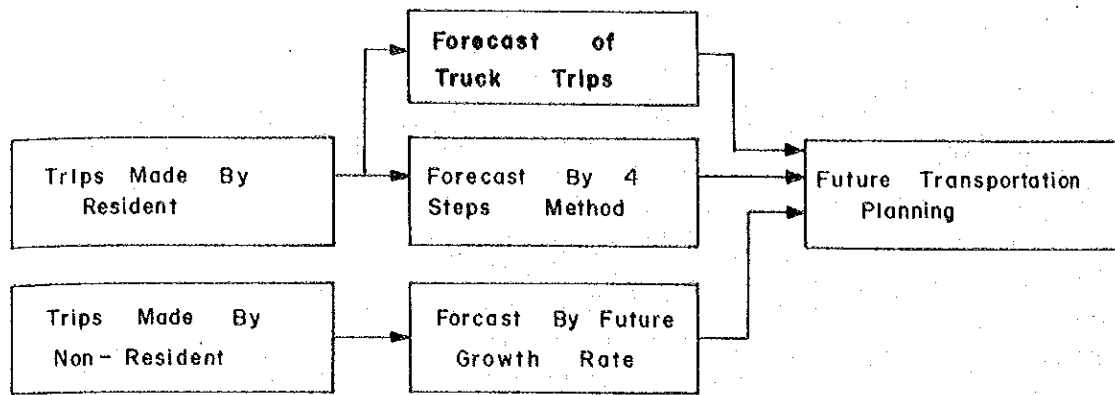 Forecast of
Truck Trips
Trips Made By
Resident
Forecast By 4
Steps Method
Future Transportation
Planning
Trips Made By
Non-Resident
Forcast By Future
Growth Rate